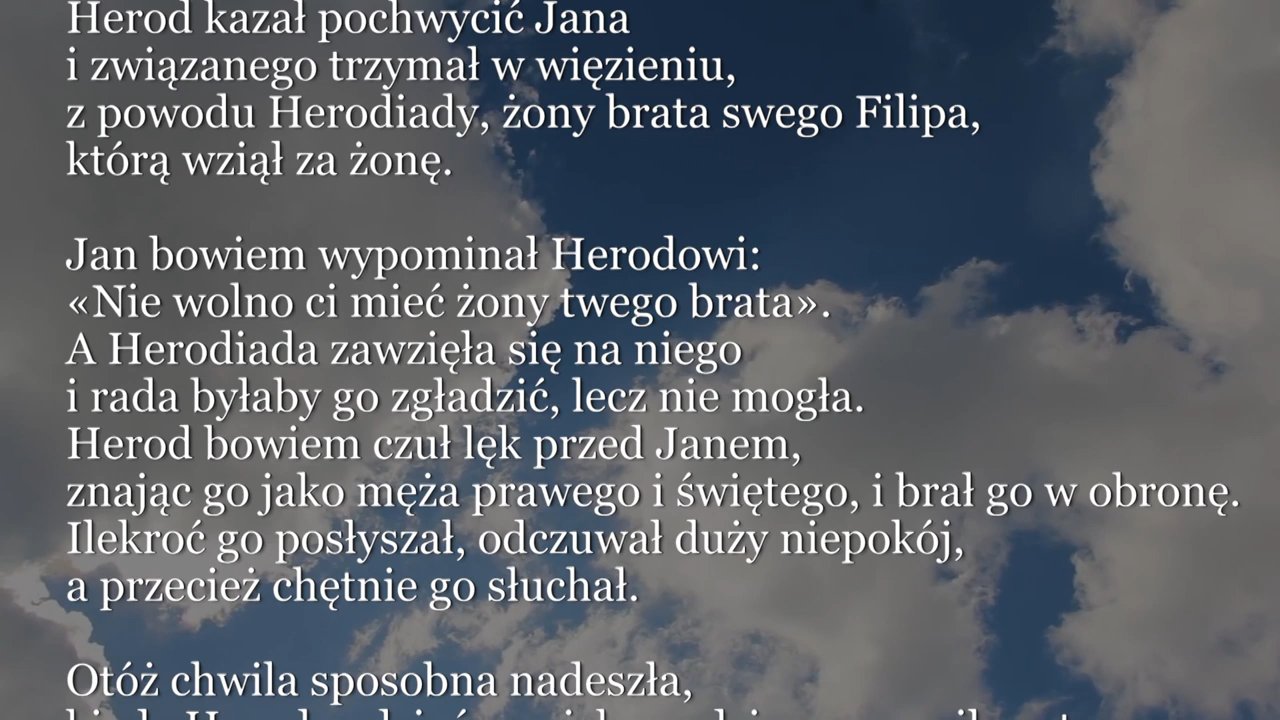 Herod kazał pochwycić Jana
i związanego trzymał w więzieniu,
z powodu Herodiady, żony brata swego Filipa,
którą wziął za żonę.
Jan bowiem wypominał Herodowi:
«Nie wolno ci mieć żony twego brata».
A Herodiada zawzięła się na niego
i rada byłaby go zgładzić, lecz nie mogła.
Herod bowiem czuł lęk przed Janem,
znając go jako męża prawego i świętego, i brał go w obronę.
Ilekroć go posłyszał, odczuwał duży niepokój,
a przecież chętnie go słuchał.
Otóż chwila sposobna nadeszła,